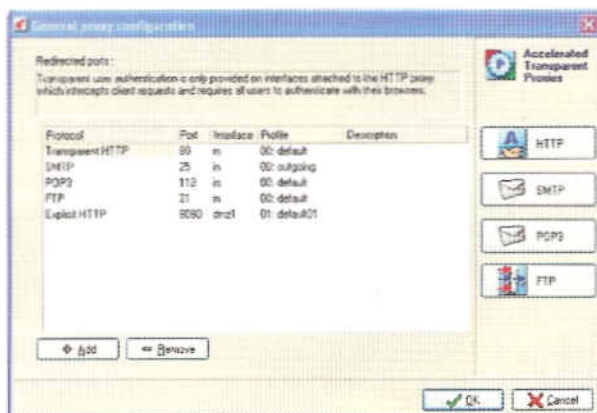 General proxy configuration
Redirected ports :
Transparent user authentication is only provided on interfaces attached to the HTTP proxy
which intercepts client requests and requires all users to authenticate with their browsers.
Accelerated
Transparent
Proxies
Protocol Port Interface Profile Description
Transparent HTTP 80 in 00: default
SMTP 25 in 00: outgoing
POP3 110 in 00: default
FTP 21 in 00: default
Explicit HTTP 8080 dmz1 01: default01
HTTP
SMTP
POP3
FTP
Add
Remove
OK
Cancel